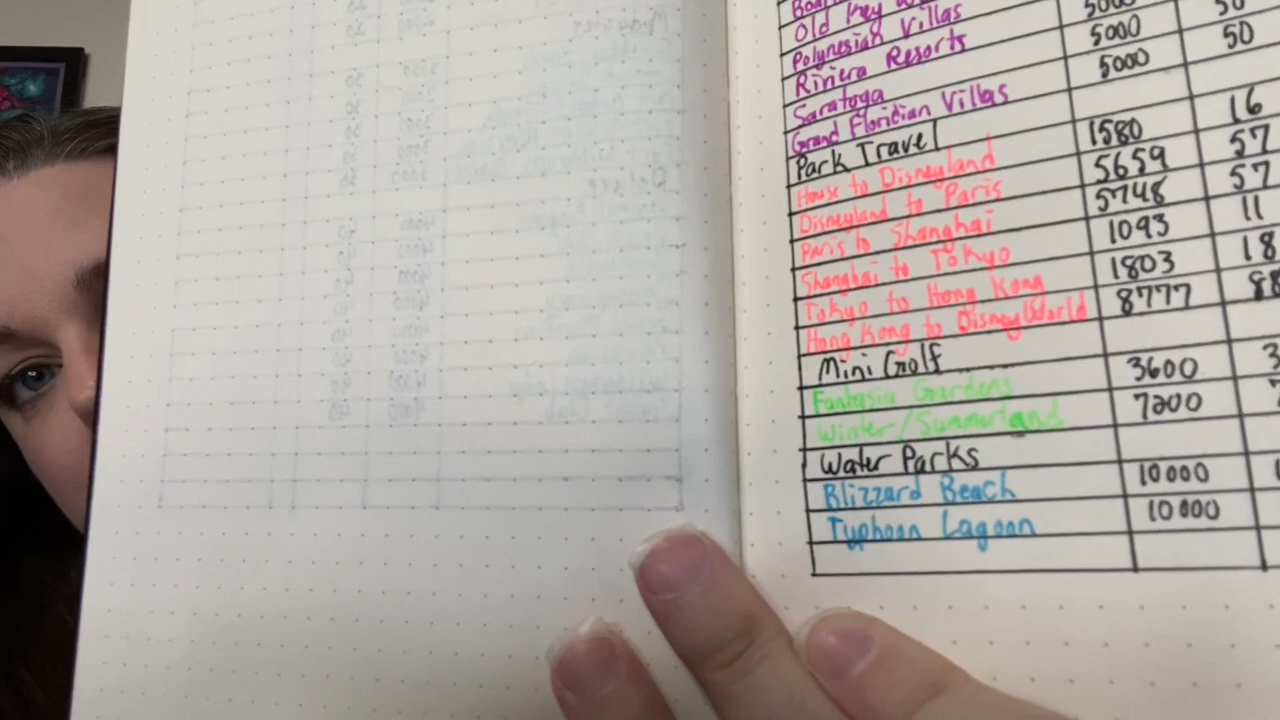 Old Key
Polynesian Villas
Riviera Resorts 5000
Saratoga 5000 50
Grand Floridian Villas 5000 50
Park Travel
House to Disneyland 1580 16
Disneyland to Paris 5659 57
Paris to Shanghai 5748 57
Shanghai to Tokyo 1093 11
Tokyo to Hong Kong 1803 18
Hong Kong to Disney World 8777 88
Mini Golf
Fantasia Gardens 3600 3
Winter/Summerland 7200
Water Parks
Blizzard Beach 10000 1
Typhoon Lagoon 10000